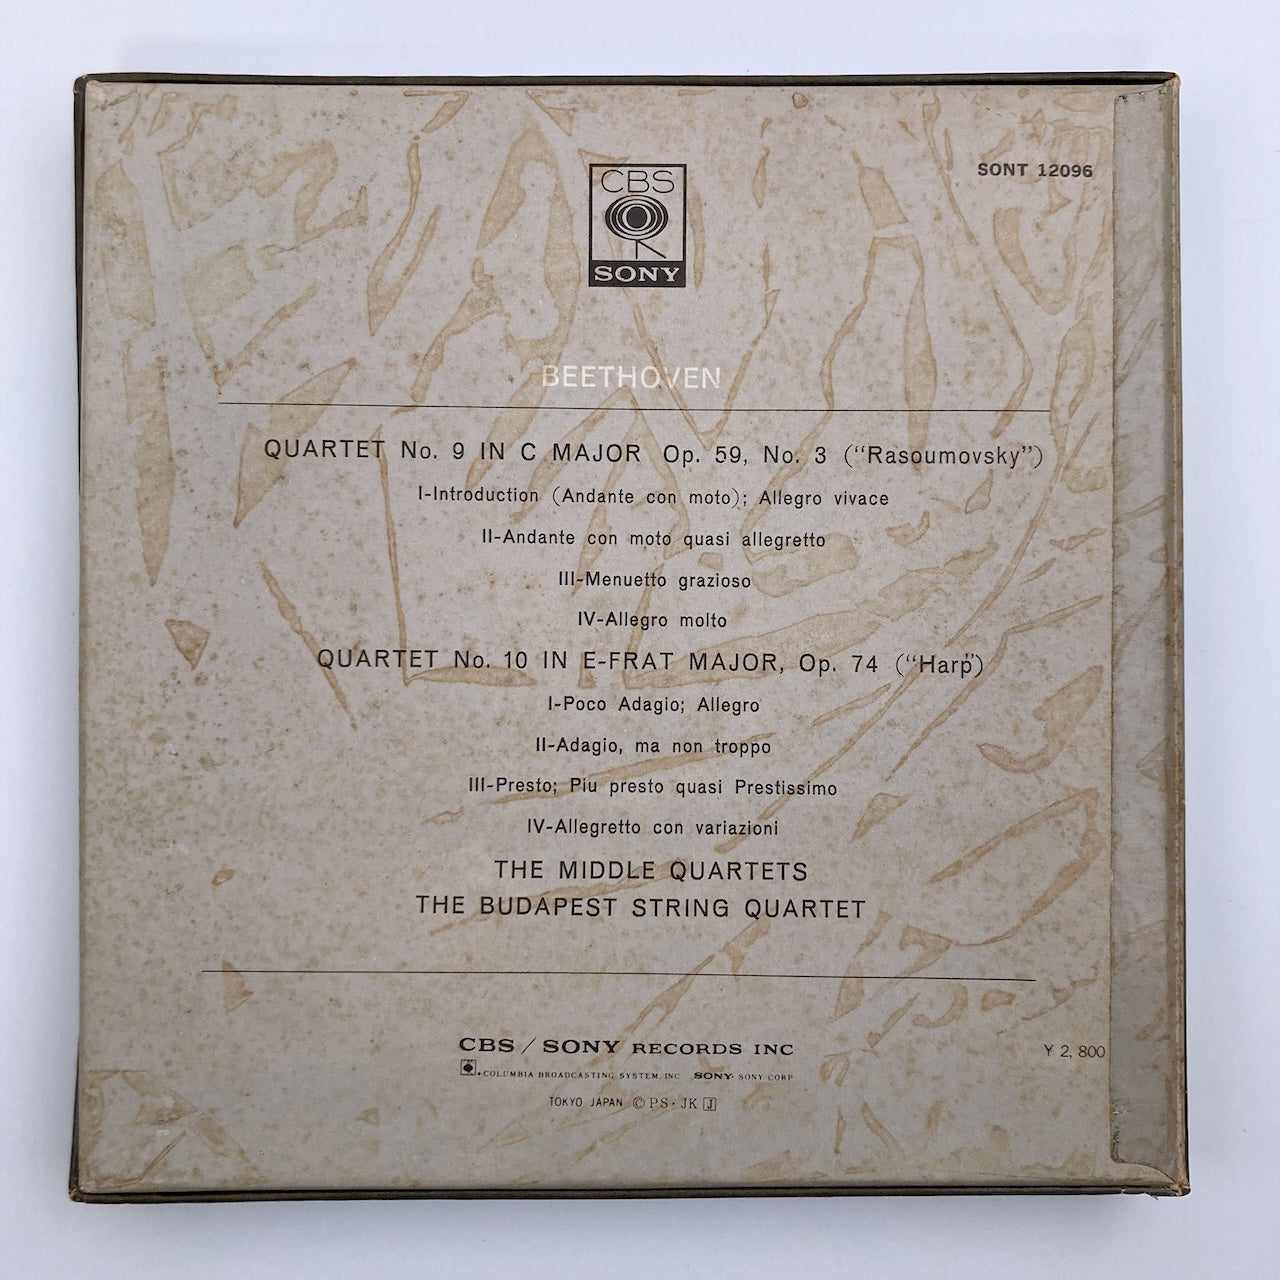 CBS
SONY
SONT 12096
BEETHOVEN
QUARTET No. 9 IN C MAJOR Op. 59, No. 3 (“Rasoumovsky”)
I-Introduction (Andante con moto); Allegro vivace
II-Andante con moto quasi allegretto
III-Menuetto grazioso
IV-Allegro molto
QUARTET No. 10 IN E-FRAT MAJOR, Op. 74 (“Harp”)
I-Poco Adagio; Allegro
II-Adagio, ma non troppo
III-Presto; Piu presto quasi Prestissimo
IV-Allegretto con variazioni
THE MIDDLE QUARTETS
THE BUDAPEST STRING QUARTET
CBS / SONY RECORDS INC
¥ 2,800
COLUMBIA BROADCASTING SYSTEM, INC SONY· SONY CORP
TOKYO JAPAN ©PS·JK J